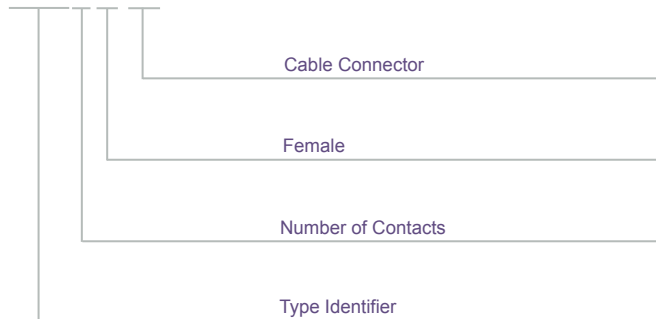 Cable Connector
Female
Number of Contacts
Type Identifier